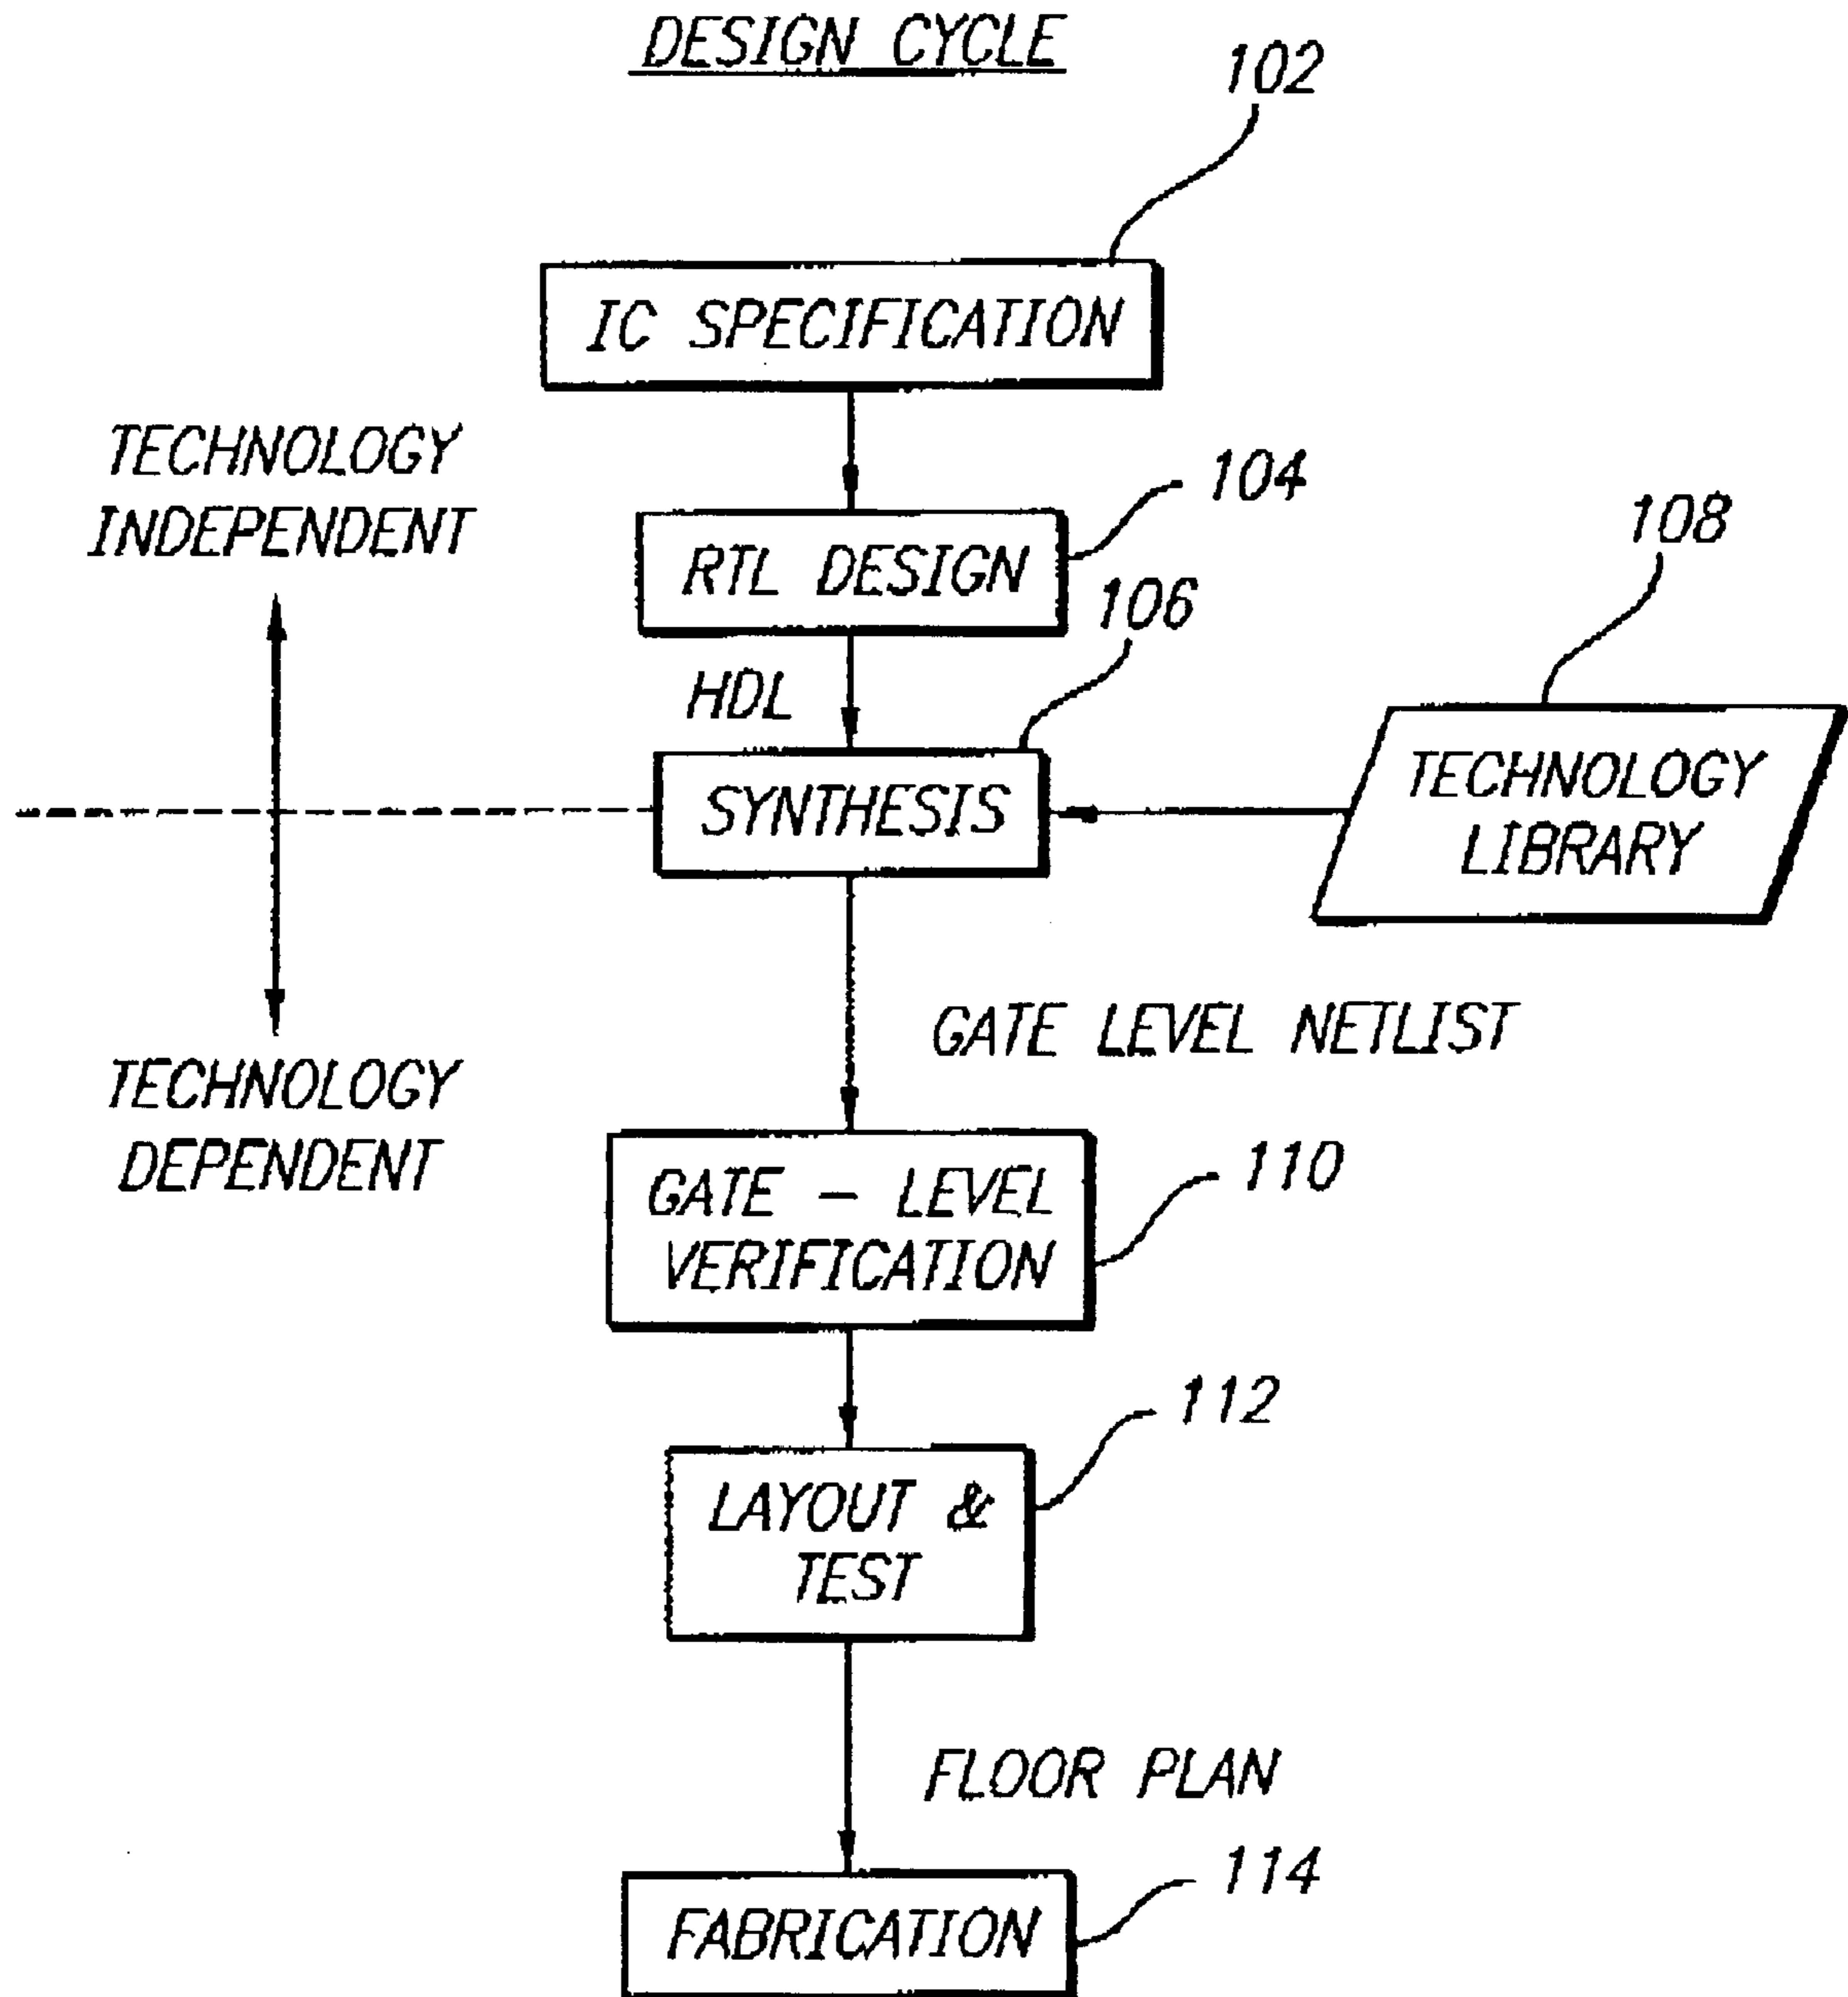 DESIGN CYCLE
102
IC SPECIFICATION
TECHNOLOGY
INDEPENDENT
104
RTL DESIGN
108
106
HDL
TECHNOLOGY
LIBRARY
SYNTHESIS
GATE LEVEL NETLIST
TECHNOLOGY
DEPENDENT
110
GATE - LEVEL
VERIFICATION
112
LAYOUT &
TEST
FLOOR PLAN
114
FABRICATION